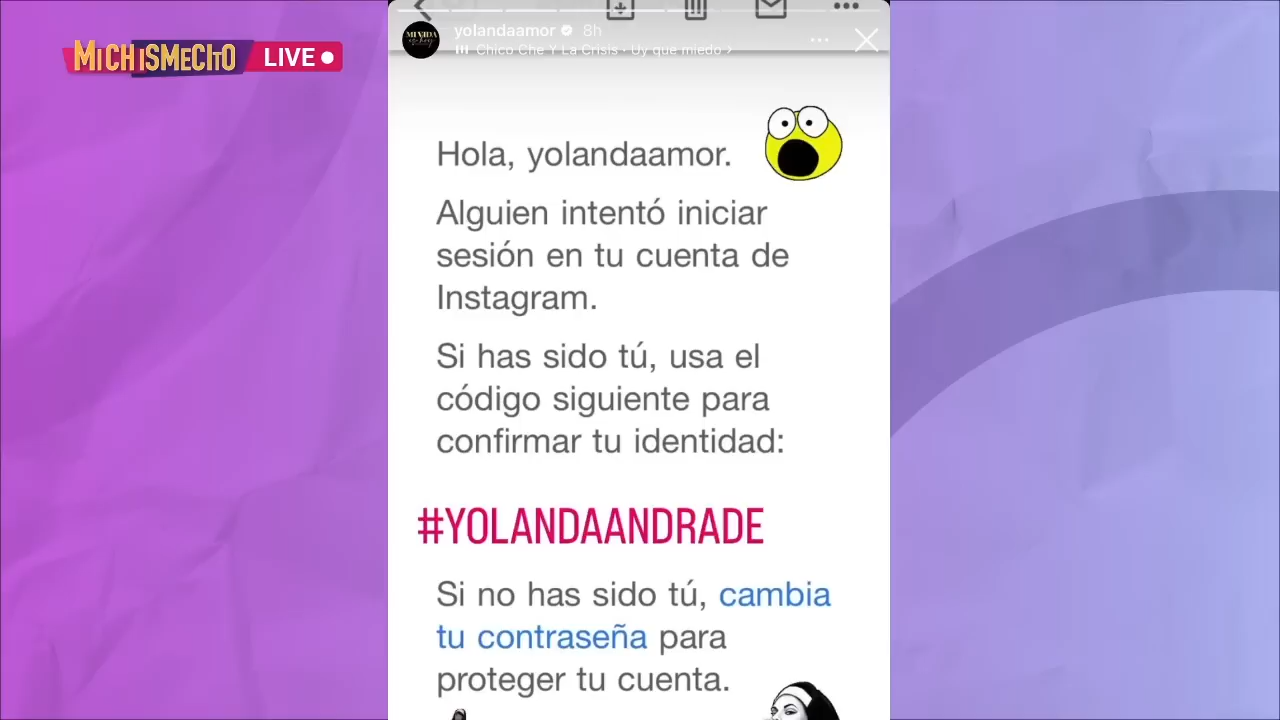 MICHISMECITO LIVE
yolandaamor 8h
Chico Che Y La Crisis · Uy que miedo ›
Hola, yolandaamor.
Alguien intentó iniciar
sesión en tu cuenta de
Instagram.
Si has sido tú, usa el
código siguiente para
confirmar tu identidad:
#YOLANDAANDRADE
Si no has sido tú, cambia
tu contraseña para
proteger tu cuenta.